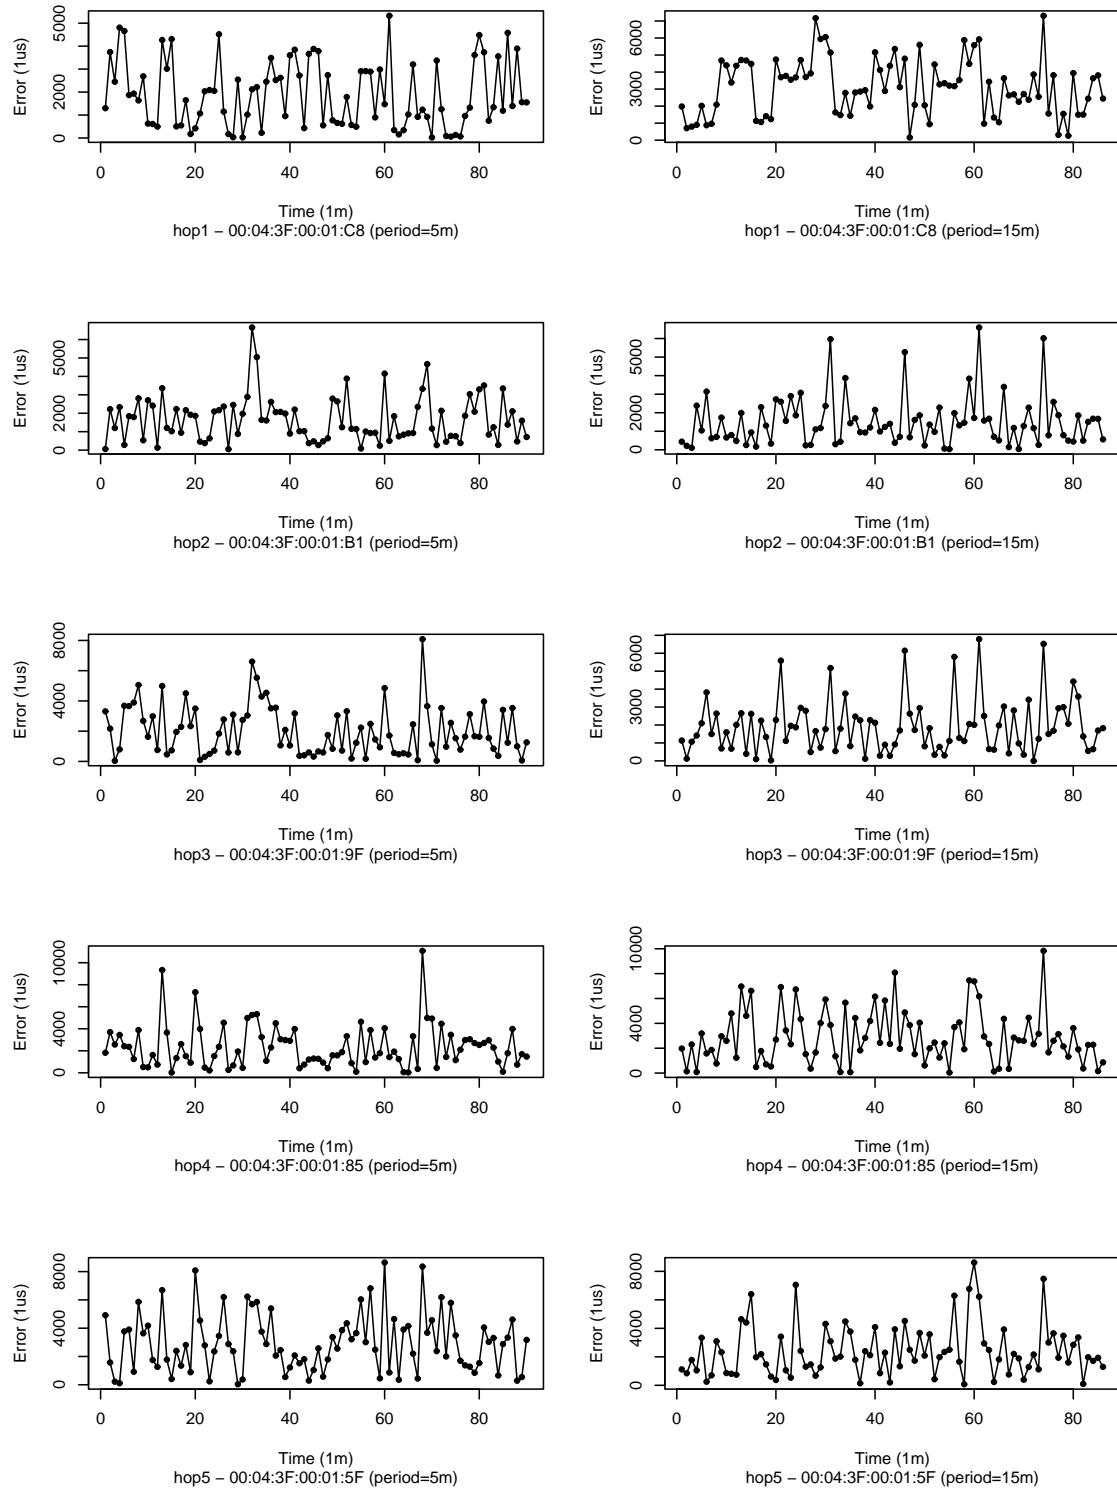 Error (1us)
0 2000 5000
0 20 40 60 80
Time (1m)
hop1 – 00:04:3F:00:01:C8 (period=5m)
Error (1us)
0 3000 6000
0 20 40 60 80
Time (1m)
hop1 – 00:04:3F:00:01:C8 (period=15m)
Error (1us)
0 2000 5000
0 20 40 60 80
Time (1m)
hop2 – 00:04:3F:00:01:B1 (period=5m)
Error (1us)
0 2000 5000
0 20 40 60 80
Time (1m)
hop2 – 00:04:3F:00:01:B1 (period=15m)
Error (1us)
0 4000 8000
0 20 40 60 80
Time (1m)
hop3 – 00:04:3F:00:01:9F (period=5m)
Error (1us)
0 3000 6000
0 20 40 60 80
Time (1m)
hop3 – 00:04:3F:00:01:9F (period=15m)
Error (1us)
0 4000 10000
0 20 40 60 80
Time (1m)
hop4 – 00:04:3F:00:01:85 (period=5m)
Error (1us)
0 4000 10000
0 20 40 60 80
Time (1m)
hop4 – 00:04:3F:00:01:85 (period=15m)
Error (1us)
0 4000 8000
0 20 40 60 80
Time (1m)
hop5 – 00:04:3F:00:01:5F (period=5m)
Error (1us)
0 4000 8000
0 20 40 60 80
Time (1m)
hop5 – 00:04:3F:00:01:5F (period=15m)